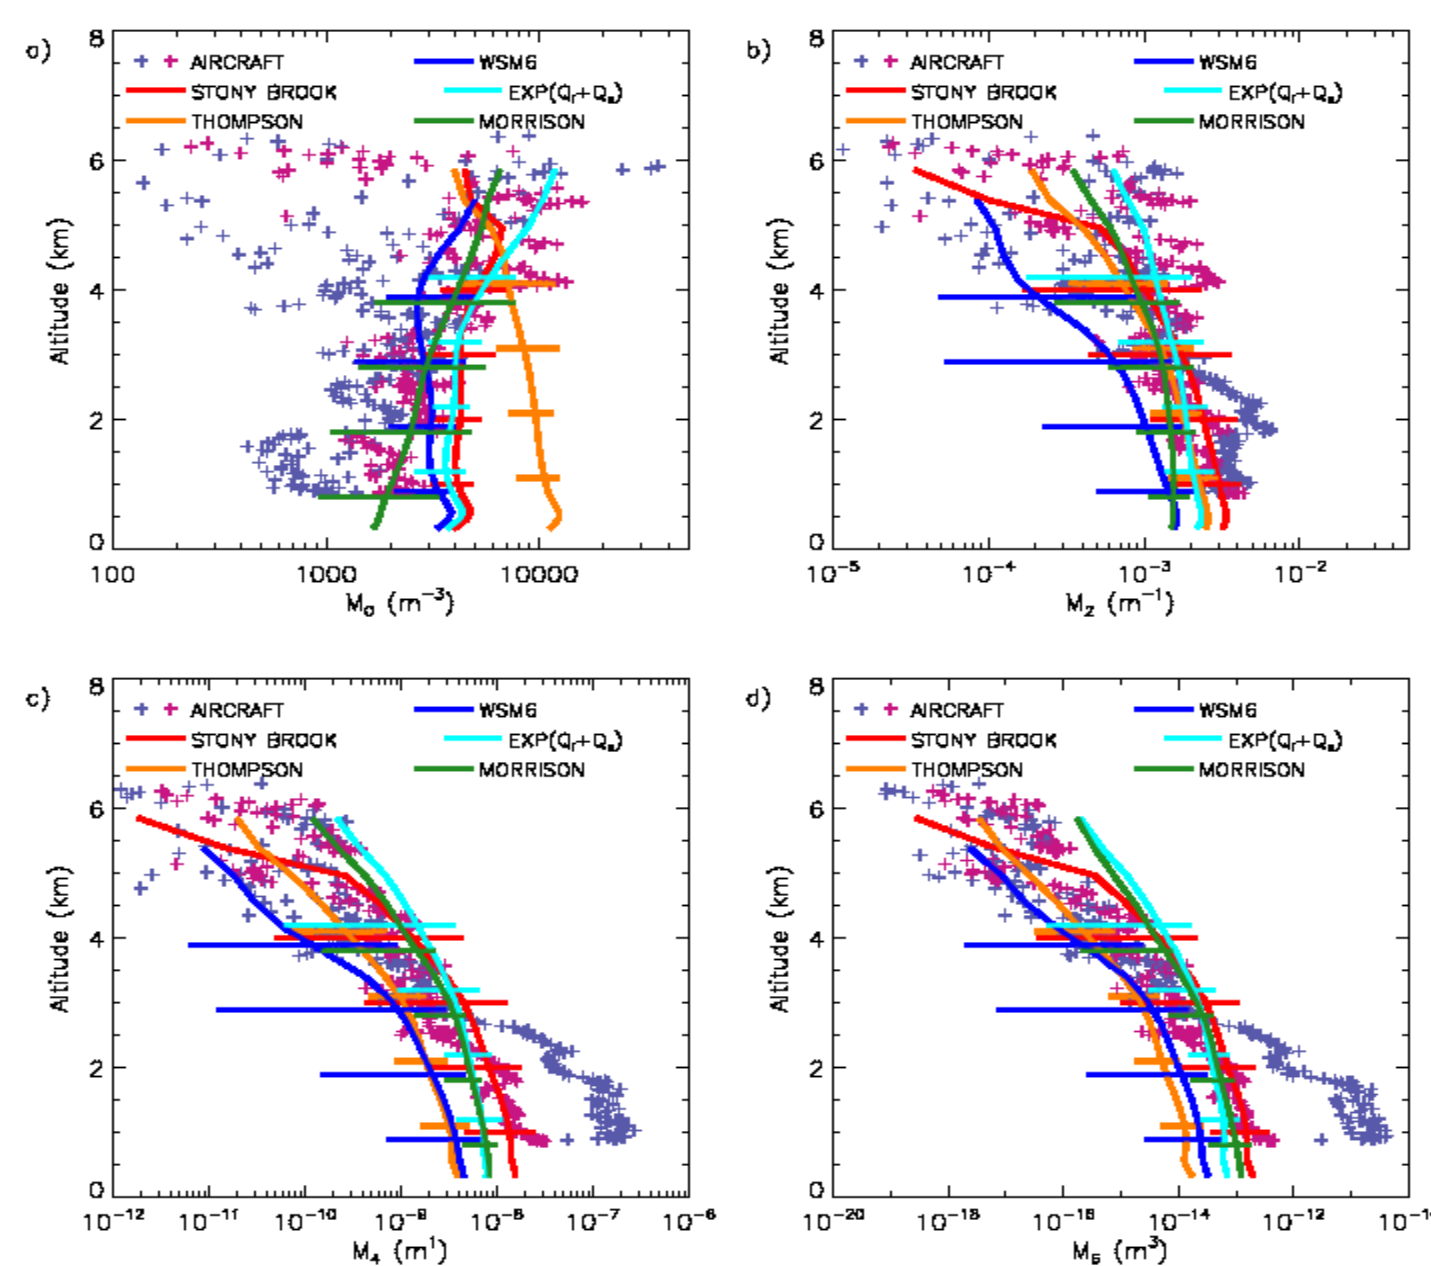 a)
8
AIRCRAFT WSM6
STONY BROOK EXP(Qr+Qs)
THOMPSON MORRISON
6
4
2
0
Altitude (km)
100 1000 10000
M0 (m−3)
b)
8
AIRCRAFT WSM6
STONY BROOK EXP(Qr+Qs)
THOMPSON MORRISON
6
4
2
0
Altitude (km)
10−5 10−4 10−3 10−2
M2 (m−1)
c)
8
AIRCRAFT WSM6
STONY BROOK EXP(Qr+Qs)
THOMPSON MORRISON
6
4
2
0
Altitude (km)
10−12 10−11 10−10 10−9 10−8 10−7 10−6
M4 (m1)
d)
8
AIRCRAFT WSM6
STONY BROOK EXP(Qr+Qs)
THOMPSON MORRISON
6
4
2
0
Altitude (km)
10−20 10−18 10−16 10−14 10−12
M6 (m3)